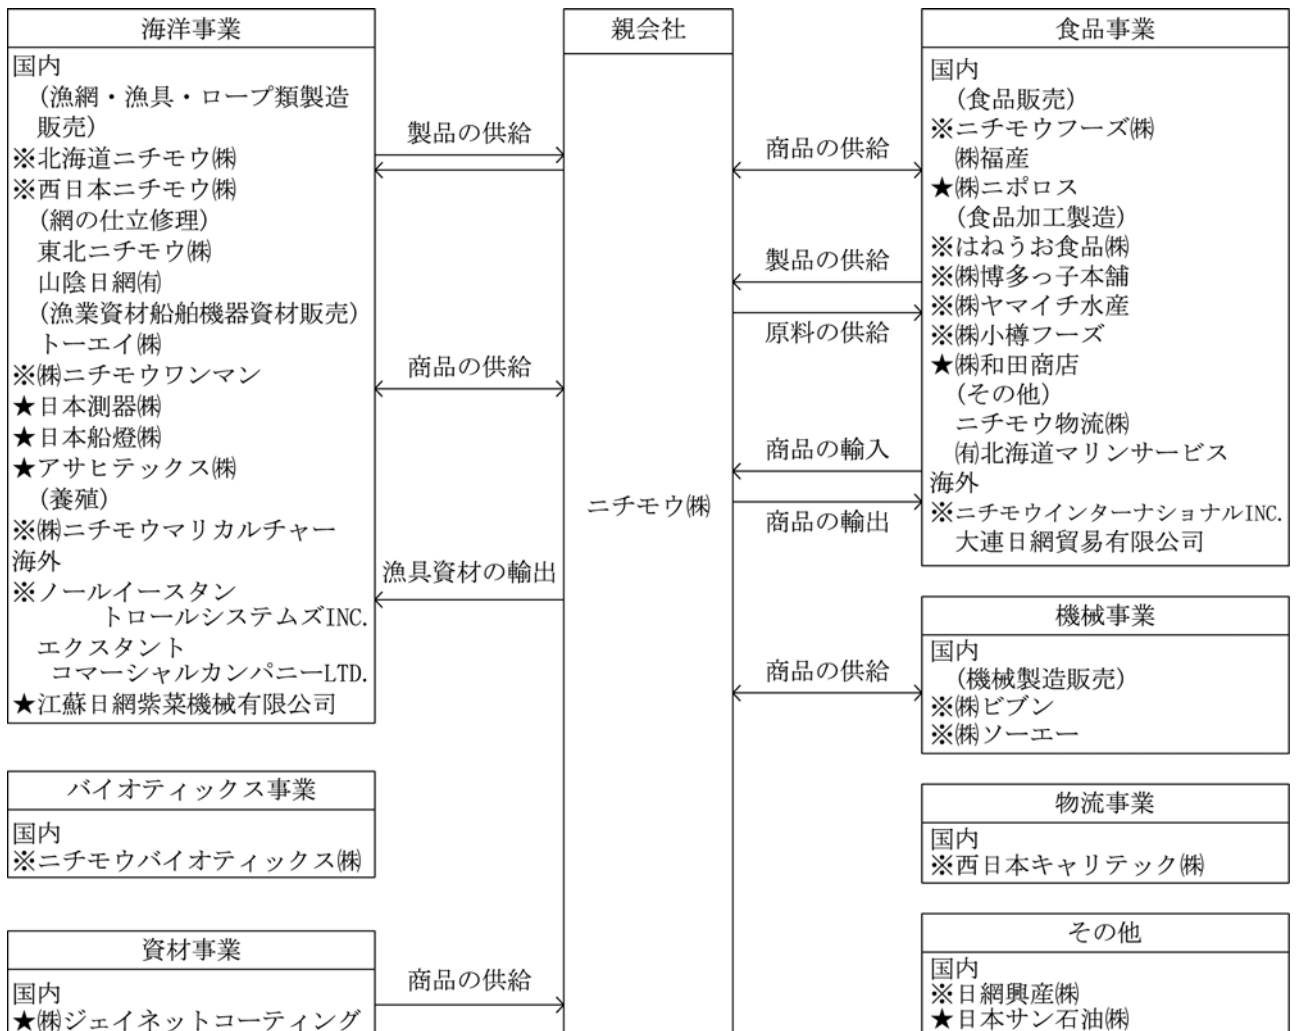 海洋事業
国内
(漁網・漁具・ロープ類製造
販売)
※北海道ニチモウ㈱
※西日本ニチモウ㈱
(網の仕立修理)
東北ニチモウ㈱
山陰日網㈲
(漁業資材船舶機器資材販売)
トーエイ㈱
※㈱ニチモウワンマン
★日本測器㈱
★日本船燈㈱
★アサヒテックス㈱
(養殖)
※㈱ニチモウマリカルチャー
海外
※ノールイースタン
トロールシステムズINC.
エクスタント
コマーシャルカンパニーLTD.
★江蘇日網紫菜機械有限公司
バイオティックス事業
国内
※ニチモウバイオティックス㈱
資材事業
国内
★㈱ジェイネットコーティング
製品の供給
商品の供給
漁具資材の輸出
商品の供給
親会社
ニチモウ㈱
商品の供給
製品の供給
原料の供給
商品の輸入
商品の輸出
商品の供給
食品事業
国内
(食品販売)
※ニチモウフーズ㈱
㈱福産
★㈱ニポロス
(食品加工製造)
※はねうお食品㈱
※㈱博多っ子本舗
※㈱ヤマイチ水産
※㈱小樽フーズ
★㈱和田商店
(その他)
ニチモウ物流㈱
㈲北海道マリンサービス
海外
※ニチモウインターナショナルINC.
大連日網貿易有限公司
機械事業
国内
(機械製造販売)
※㈱ビブン
※㈱ソーエー
物流事業
国内
※西日本キャリテック㈱
その他
国内
※日網興産㈱
★日本サン石油㈱